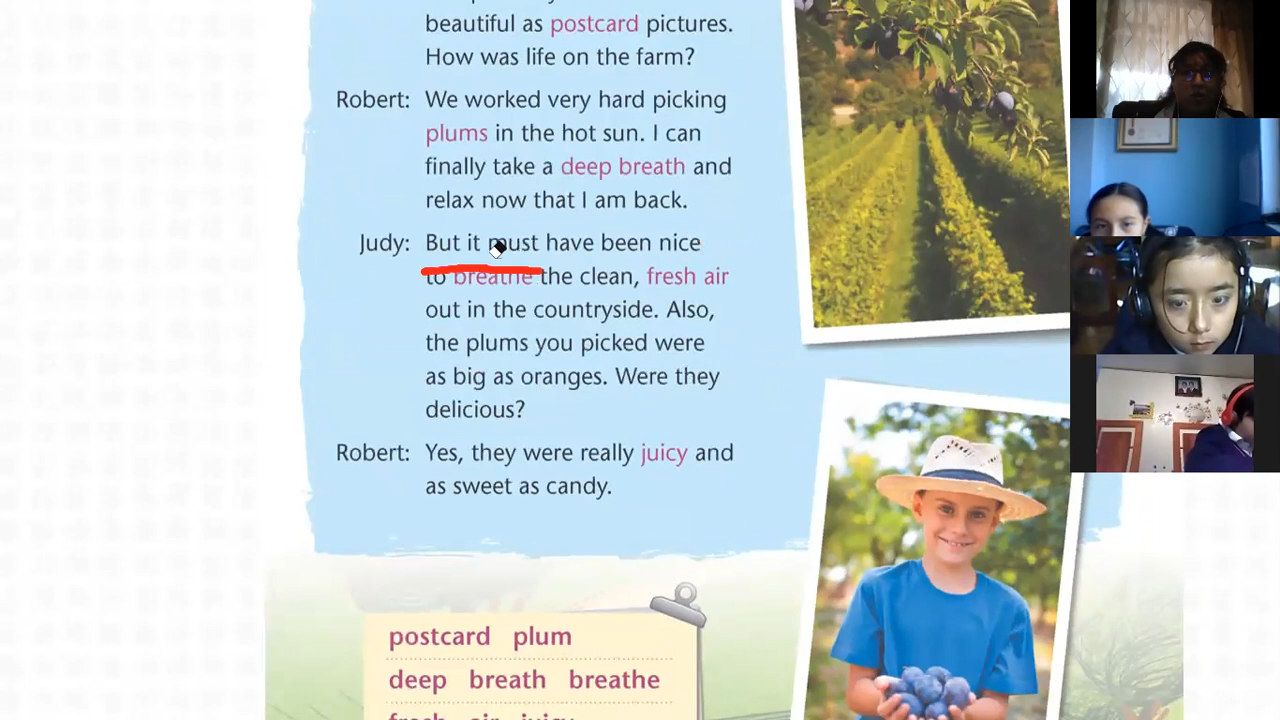 beautiful as postcard pictures.
How was life on the farm?
Robert: We worked very hard picking
plums in the hot sun. I can
finally take a deep breath and
relax now that I am back.
Judy: But it must have been nice
to breathe the clean, fresh air
out in the countryside. Also,
the plums you picked were
as big as oranges. Were they
delicious?
Robert: Yes, they were really juicy and
as sweet as candy.
postcard plum
deep breath breathe
fresh air juicy